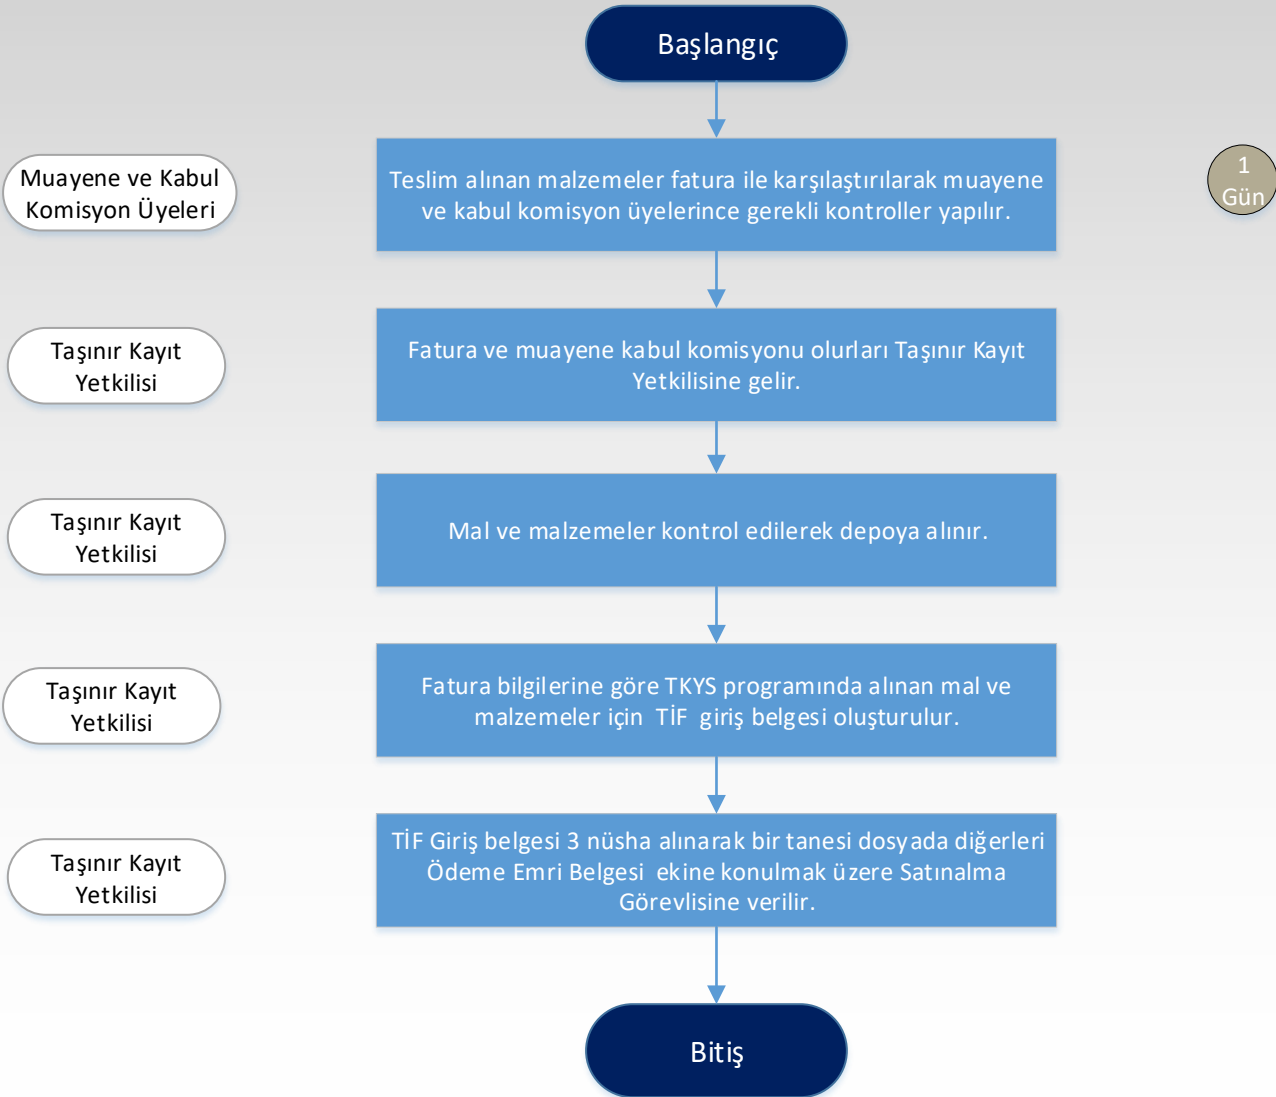 Başlangıç
Muayene ve Kabul
Komisyon Üyeleri
Teslim alınan malzemeler fatura ile karşılaştırılarak muayene
ve kabul komisyon üyelerince gerekli kontroller yapılır.
1
Gün
Taşınır Kayıt
Yetkilisi
Fatura ve muayene kabul komisyonu olurları Taşınır Kayıt
Yetkilisine gelir.
Taşınır Kayıt
Yetkilisi
Mal ve malzemeler kontrol edilerek depoya alınır.
Taşınır Kayıt
Yetkilisi
Fatura bilgilerine göre TKYS programında alınan mal ve
malzemeler için TİF giriş belgesi oluşturulur.
Taşınır Kayıt
Yetkilisi
TİF Giriş belgesi 3 nüsha alınarak bir tanesi dosyada diğerleri
Ödeme Emri Belgesi ekine konulmak üzere Satınalma
Görevlisine verilir.
Bitiş